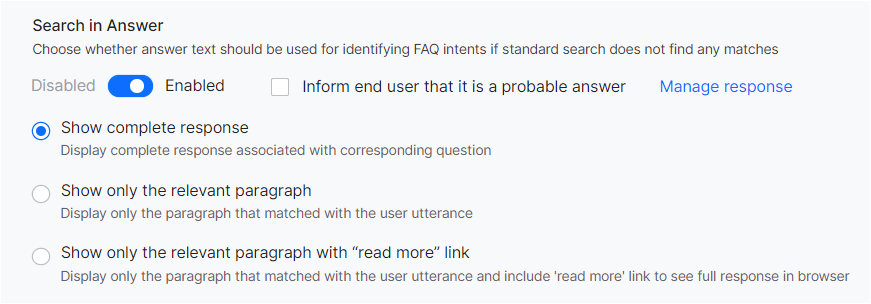 Search in Answer
Choose whether answer text should be used for identifying FAQ intents if standard search does not find any matches
Disabled Enabled Inform end user that it is a probable answer Manage response
Show complete response
Display complete response associated with corresponding question
Show only the relevant paragraph
Display only the paragraph that matched with the user utterance
Show only the relevant paragraph with “read more” link
Display only the paragraph that matched with the user utterance and include 'read more' link to see full response in browser